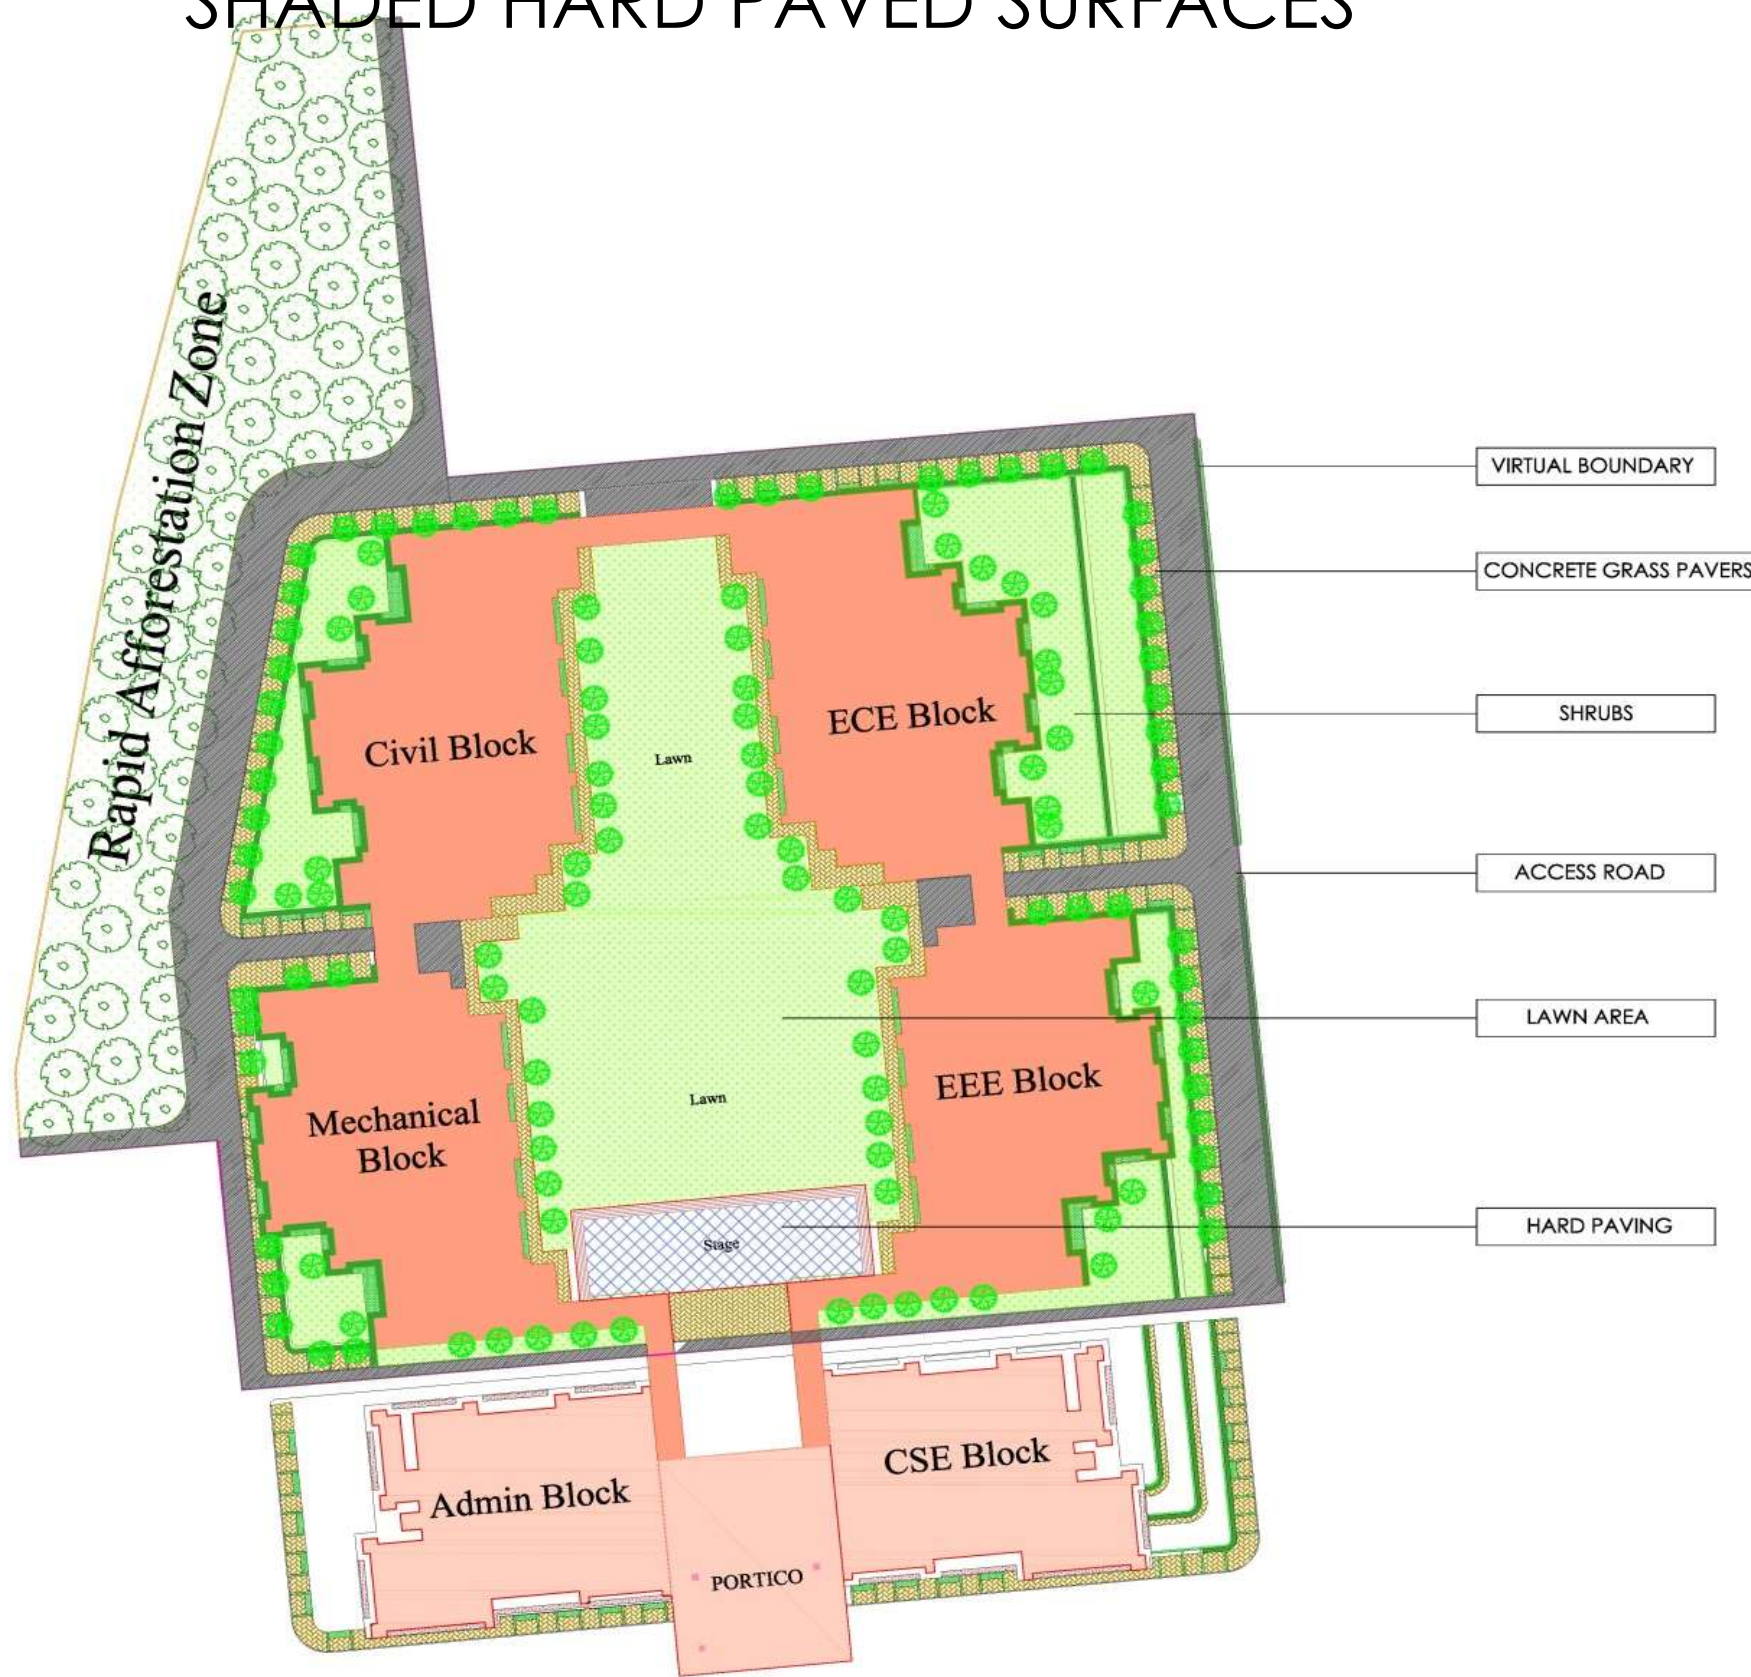 SHADED HARD PAVED SURFACES
Rapid Afforestation Zone
VIRTUAL BOUNDARY
CONCRETE GRASS PAVERS
SHRUBS
ACCESS ROAD
LAWN AREA
HARD PAVING
Civil Block
Lawn
ECE Block
Mechanical
Block
Lawn
EEE Block
Stage
Admin Block
CSE Block
PORTICO